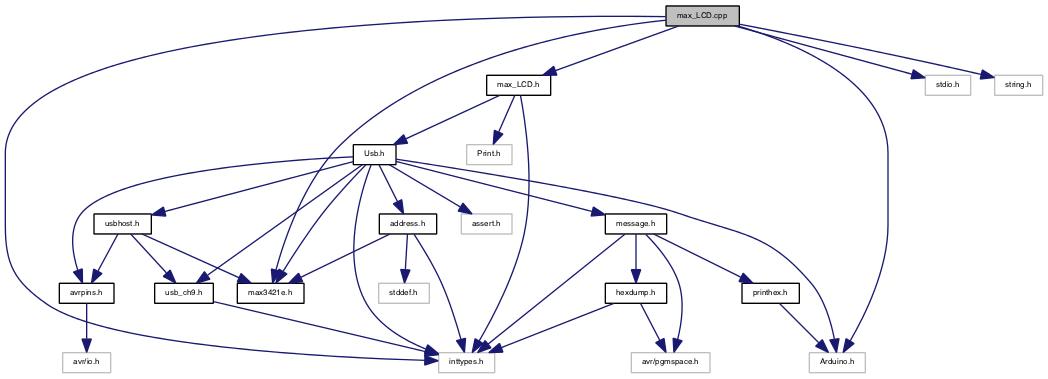 max_LCD.cpp
max_LCD.h
stdio.h
string.h
Usb.h
Print.h
usbhost.h
address.h
assert.h
message.h
avrpins.h
usb_ch9.h
max3421e.h
stddef.h
hexdump.h
printhex.h
avr/io.h
inttypes.h
avr/pgmspace.h
Arduino.h